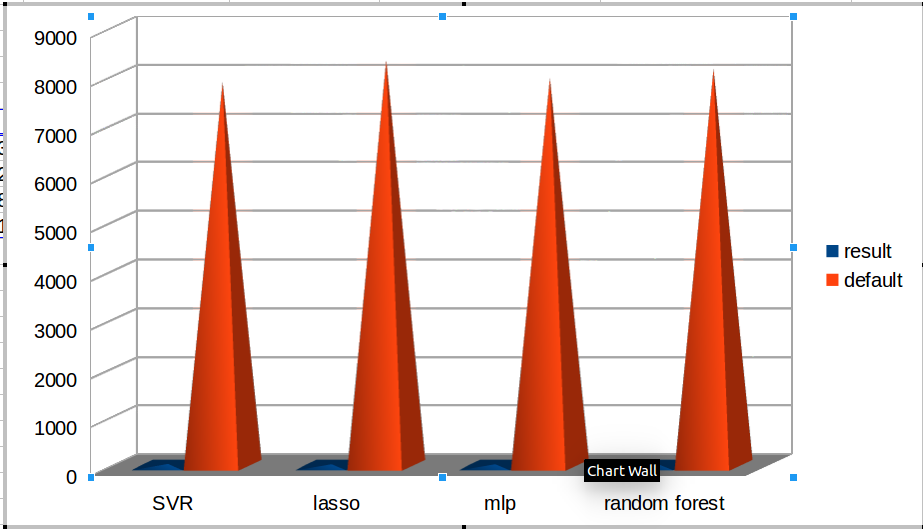 9000
8000
7000
6000
5000
4000
3000
2000
1000
0
SVR
lasso
mlp
random forest
Chart Wall
result
default